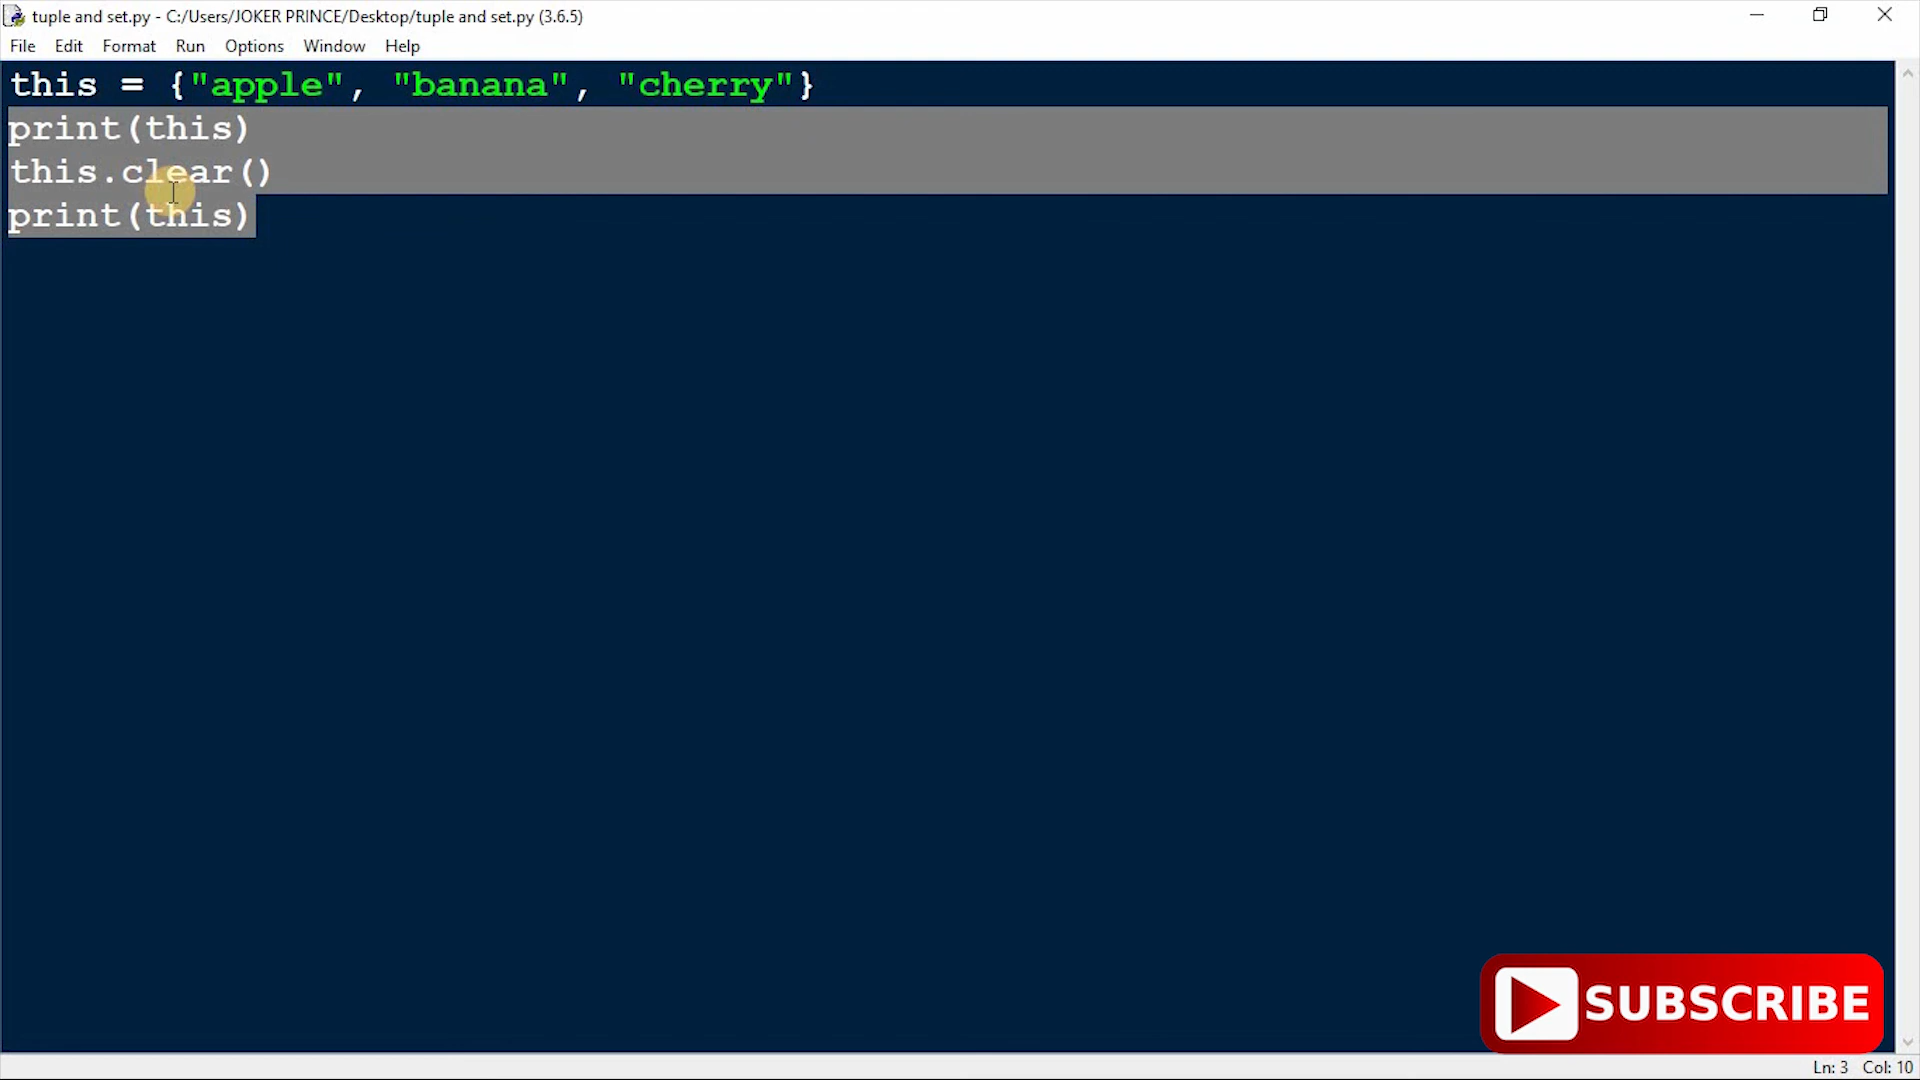 tuple and set.py - C:/Users/JOKER PRINCE/Desktop/tuple and set.py (3.6.5)
File Edit Format Run Options Window Help
this = {"apple", "banana", "cherry"}
print(this)
this.clear()
print(this)
SUBSCRIBE
Ln: 3 Col: 10